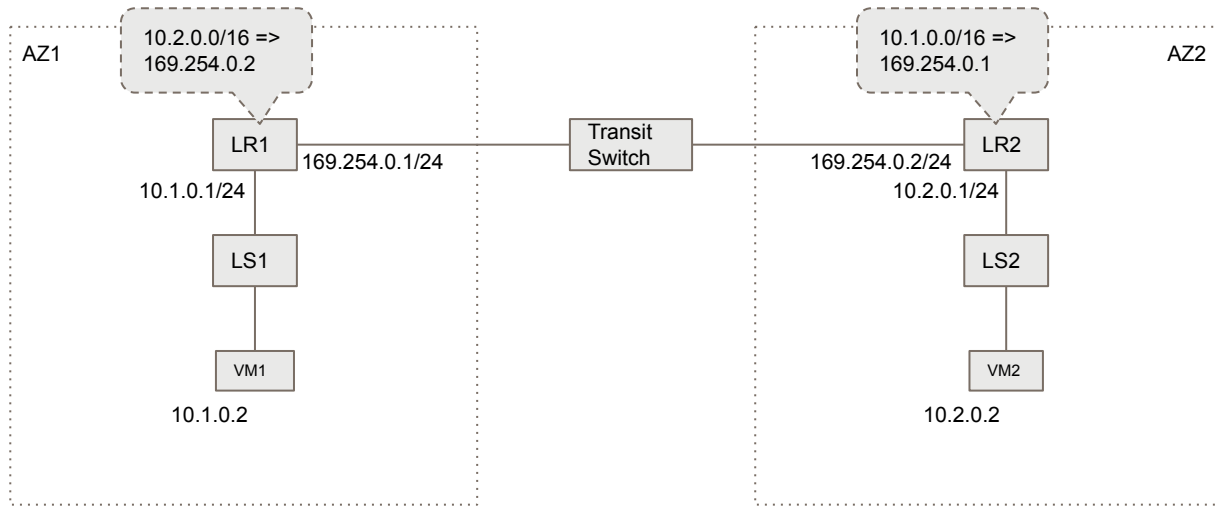 10.2.0.0/16 =>
169.254.0.2
10.1.0.0/16 =>
169.254.0.1
AZ1
AZ2
LR1
Transit
Switch
LR2
169.254.0.1/24
169.254.0.2/24
10.1.0.1/24
10.2.0.1/24
LS1
LS2
VM1
VM2
10.1.0.2
10.2.0.2